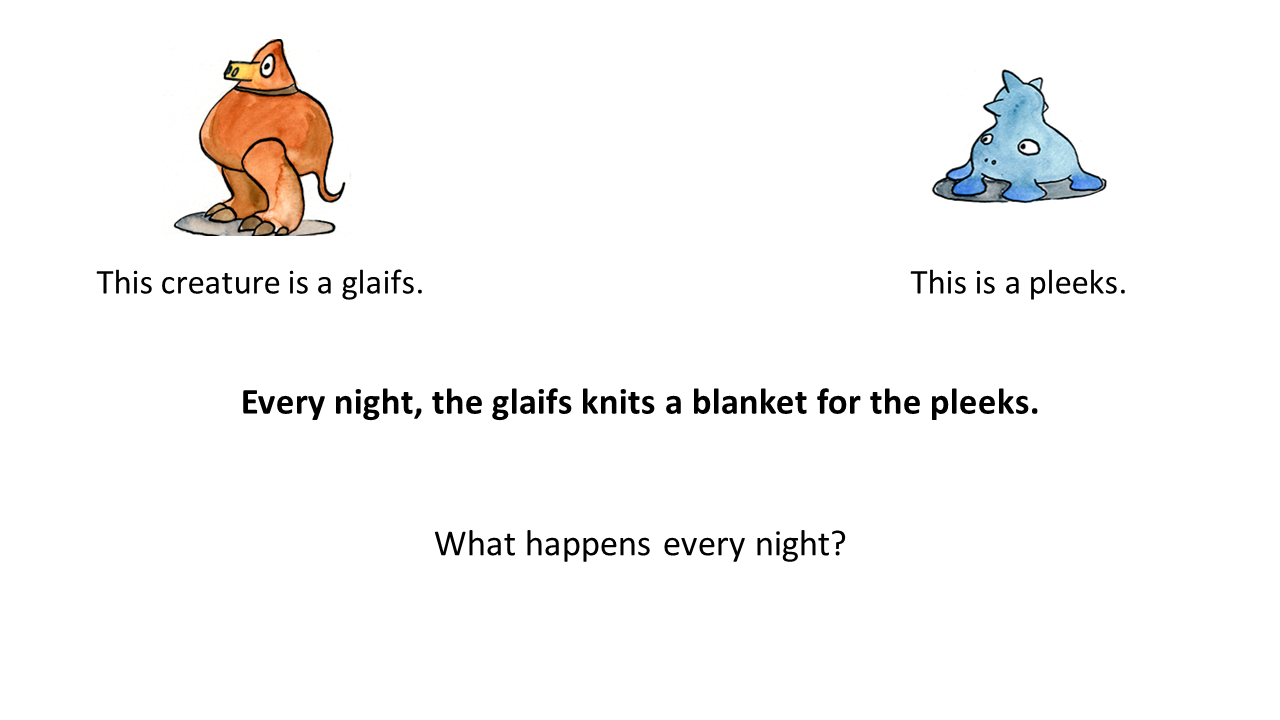 This creature is a glaifs.
This is a pleeks.
Every night, the glaifs knits a blanket for the pleeks.
What happens every night?